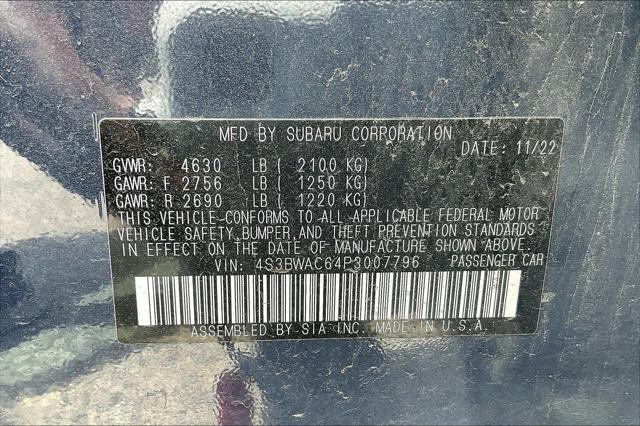 MFD BY SUBARU CORPORATION
DATE: 11/22
GVWR: 4630 LB ( 2100 KG)
GAWR: F 2756 LB ( 1250 KG)
GAWR: R 2690 LB ( 1220 KG)
THIS VEHICLE CONFORMS TO ALL APPLICABLE FEDERAL MOTOR
VEHICLE SAFETY, BUMPER, AND THEFT PREVENTION STANDARDS
IN EFFECT ON THE DATE OF MANUFACTURE SHOWN ABOVE.
VIN: 4S3BWAC64P3007796 PASSENGER CAR
ASSEMBLED BY SIA INC. MADE IN U.S.A.